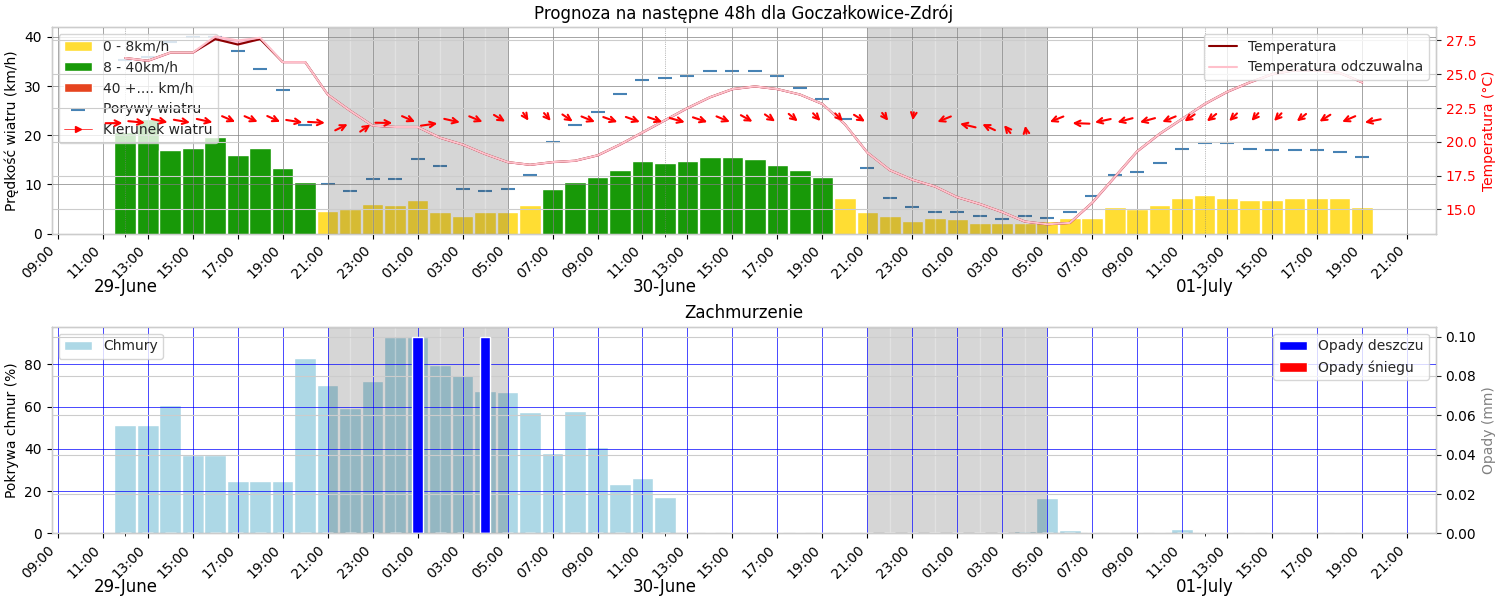 Prognoza na następne 48h dla Goczałkowice-Zdrój
Prędkość wiatru (km/h)
40
30
20
10
0
0 - 8km/h
8 - 40km/h
40 +.... km/h
Porywy wiatru
Kierunek wiatru
Temperatura
Temperatura odczuwalna
27.5
25.0
22.5
20.0
17.5
15.0
Temperatura (°C)
09:00 11:00 13:00 15:00 17:00 19:00 21:00 23:00 01:00 03:00 05:00 07:00 09:00 11:00 13:00 15:00 17:00 19:00 21:00 23:00 01:00 03:00 05:00 07:00 09:00 11:00 13:00 15:00 17:00 19:00 21:00
29-June 30-June 01-July
Zachmurzenie
Pokrywa chmur (%)
80
60
40
20
0
Chmury
Opady deszczu
Opady śniegu
0.10
0.08
0.06
0.04
0.02
0.00
Opady (mm)
09:00 11:00 13:00 15:00 17:00 19:00 21:00 23:00 01:00 03:00 05:00 07:00 09:00 11:00 13:00 15:00 17:00 19:00 21:00 23:00 01:00 03:00 05:00 07:00 09:00 11:00 13:00 15:00 17:00 19:00 21:00
29-June 30-June 01-July